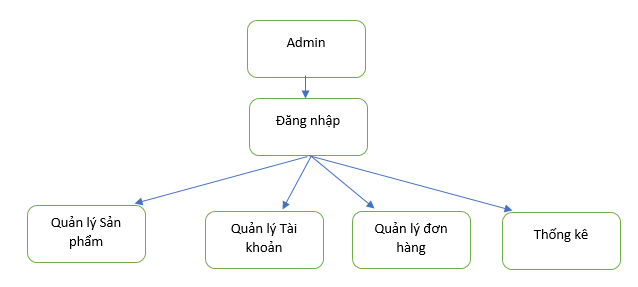 Admin
Đăng nhập
Quản lý Sản
phẩm
Quản lý Tài
khoản
Quản lý đơn
hàng
Thống kê